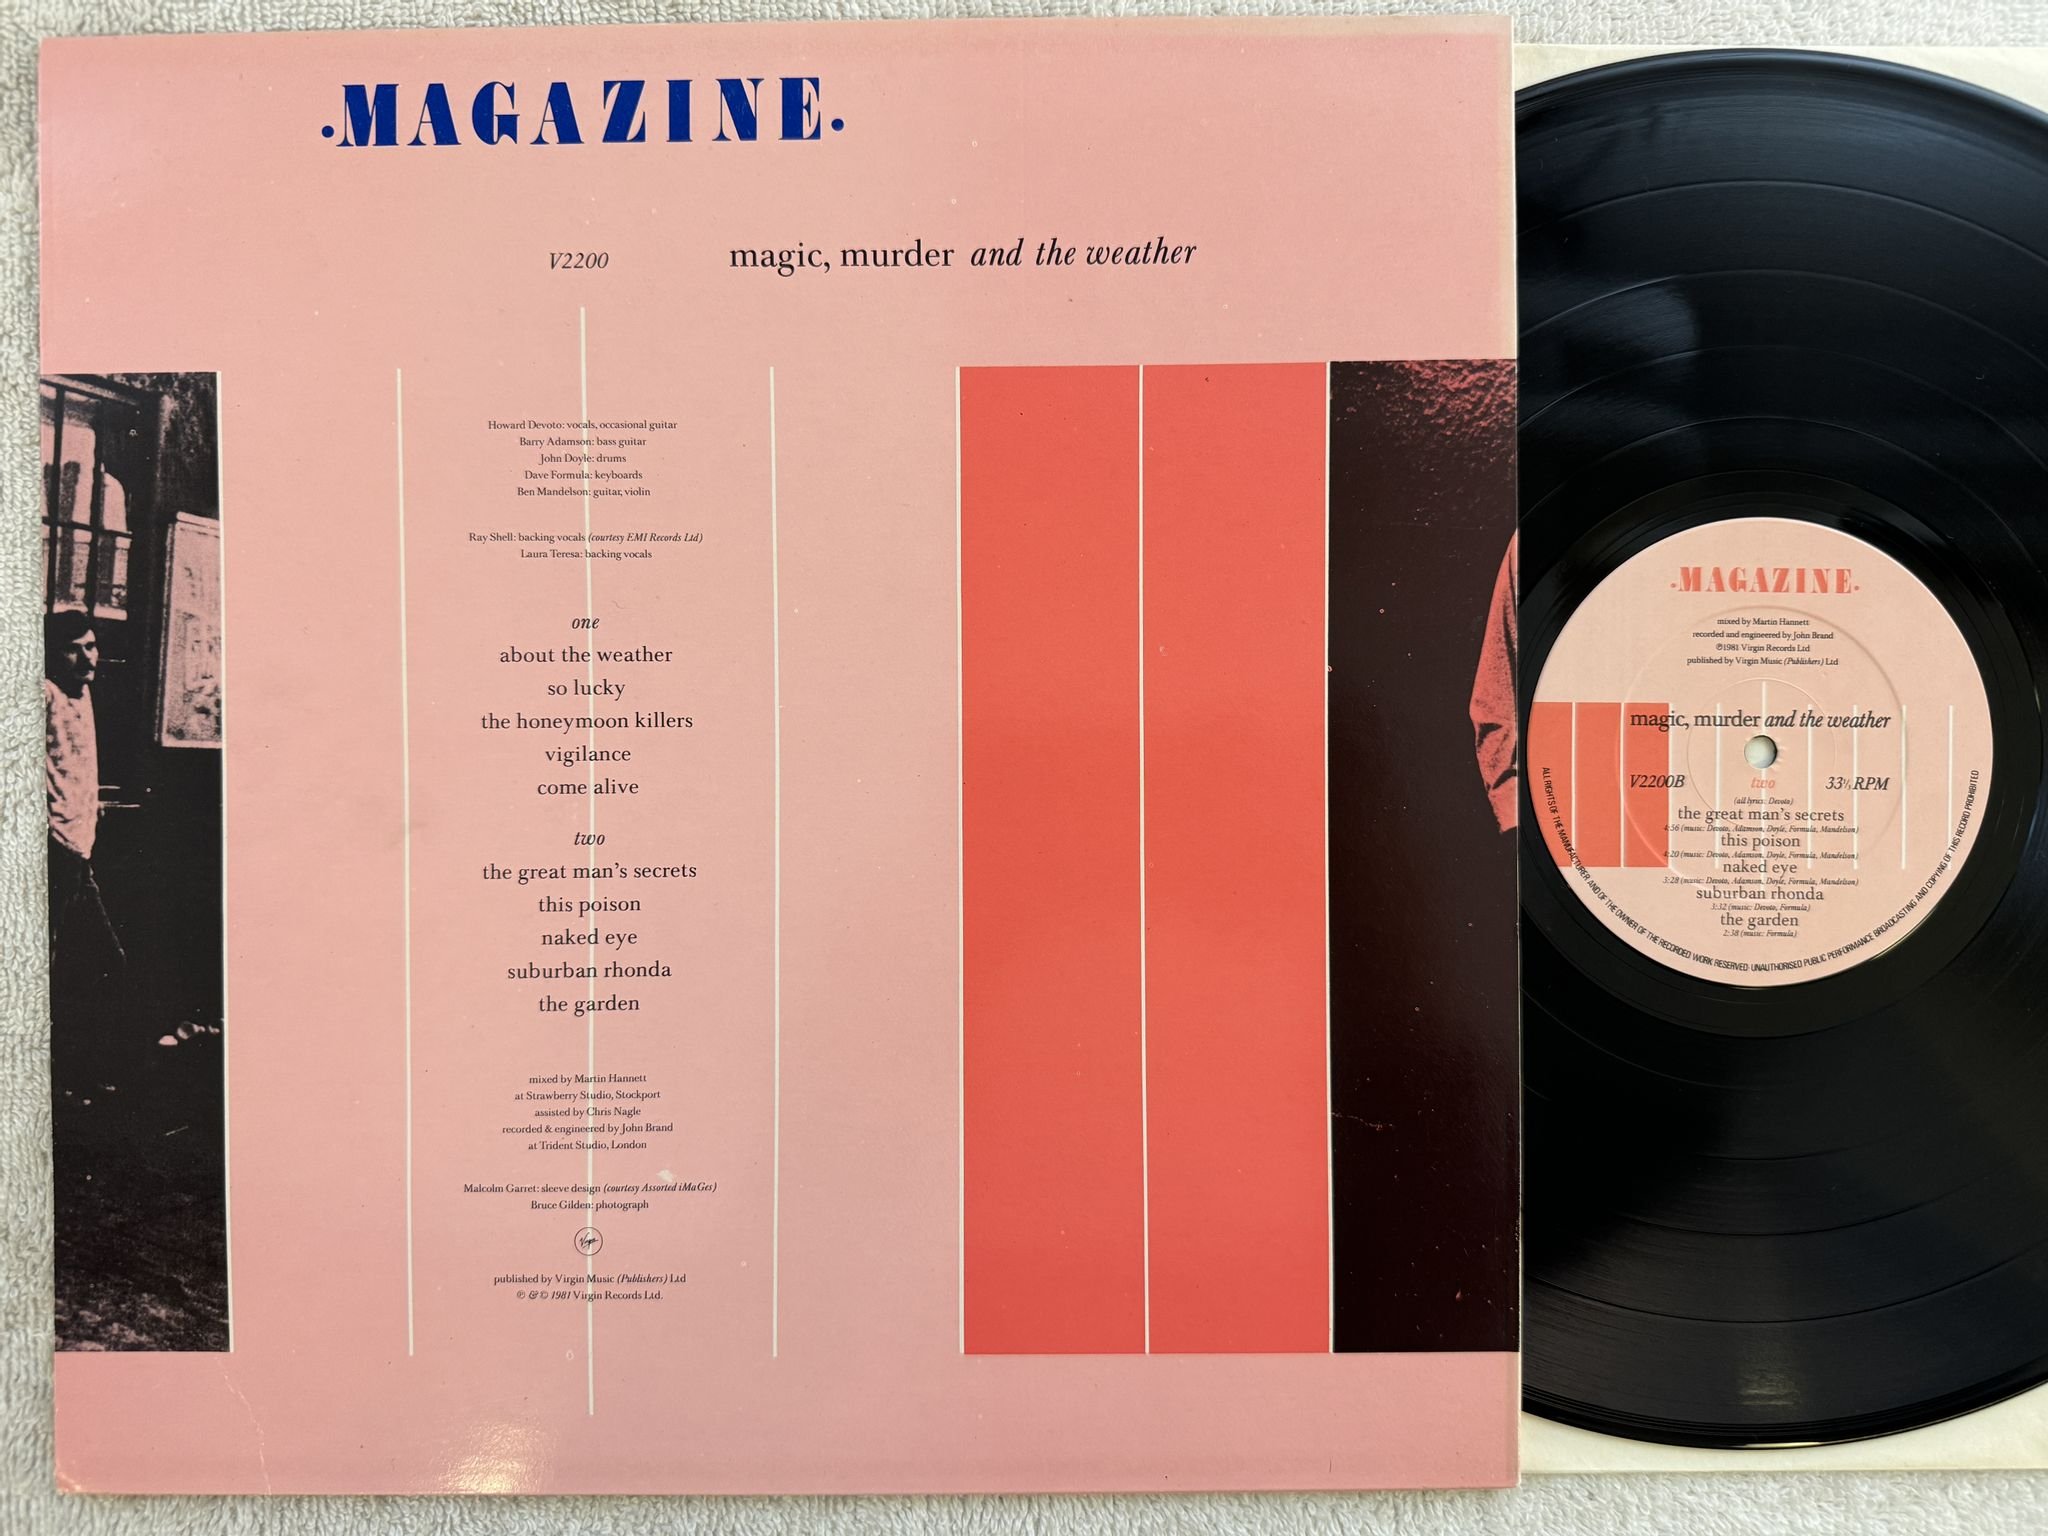 ·MAGAZINE·
V2200
magic, murder and the weather
Howard Devoto: vocals, occasional guitar
Barry Adamson: bass guitar
John Doyle: drums
Dave Formula: keyboards
Ben Mandelson: guitar, violin
Ray Shell: backing vocals (courtesy EMI Records Ltd)
Laura Teresa: backing vocals
one
about the weather
so lucky
the honeymoon killers
vigilance
come alive
two
the great man's secrets
this poison
naked eye
suburban rhonda
the garden
mixed by Martin Hannett
at Strawberry Studio, Stockport
assisted by Chris Nagle
recorded & engineered by John Brand
at Trident Studio, London
Malcolm Garret: sleeve design (courtesy Assorted iMaGes)
Bruce Gilden: photograph
Virgin
published by Virgin Music (Publishers) Ltd
℗ & © 1981 Virgin Records Ltd.
·MAGAZINE·
mixed by Martin Hannett
recorded and engineered by John Brand
℗1981 Virgin Records Ltd
published by Virgin Music (Publishers) Ltd
magic, murder and the weather
V2200B two 33⅓ RPM
(all lyrics: Devoto)
the great man's secrets
4:56 (music: Devoto, Adamson, Doyle, Formula, Mandelson)
this poison
4:20 (music: Devoto, Adamson, Doyle, Formula, Mandelson)
naked eye
3:28 (music: Devoto, Adamson, Doyle, Formula, Mandelson)
suburban rhonda
3:32 (music: Devoto, Formula)
the garden
2:38 (music: Formula)
ALL RIGHTS OF THE MANUFACTURER AND OF THE OWNER OF THE RECORDED WORK RESERVED· UNAUTHORISED PUBLIC PERFORMANCE BROADCASTING AND COPYING OF THIS RECORD PROHIBITED